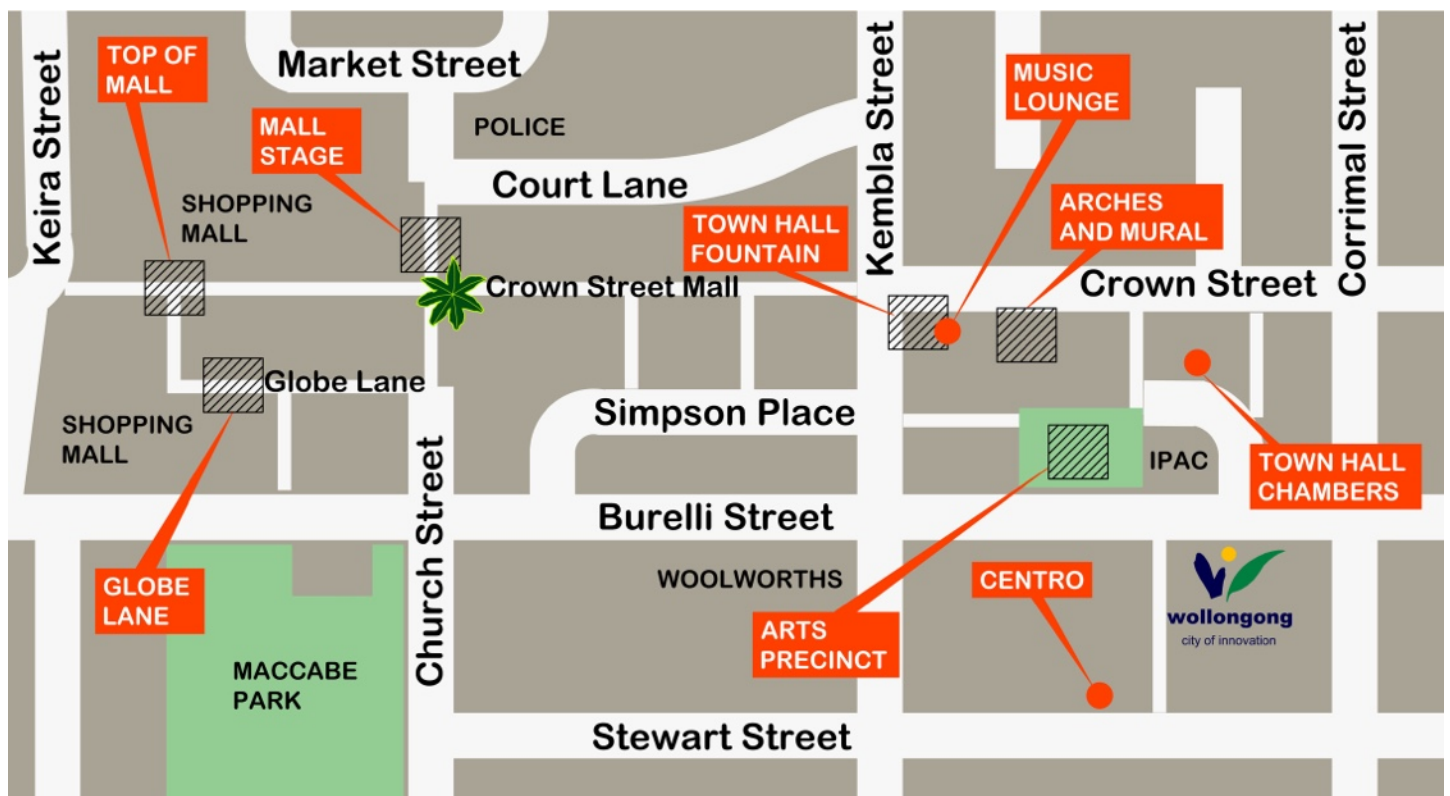 Keira Street
TOP OF
MALL
Market Street
MALL
STAGE
POLICE
Court Lane
SHOPPING
MALL
Kembla Street
MUSIC
LOUNGE
Corrimal Street
TOWN HALL
FOUNTAIN
ARCHES
AND MURAL
Crown Street Mall
Crown Street
Globe Lane
Simpson Place
SHOPPING
MALL
IPAC
TOWN HALL
CHAMBERS
Church Street
Burelli Street
GLOBE
LANE
WOOLWORTHS
CENTRO
wollongong
city of innovation
ARTS
PRECINCT
MACCABE
PARK
Stewart Street